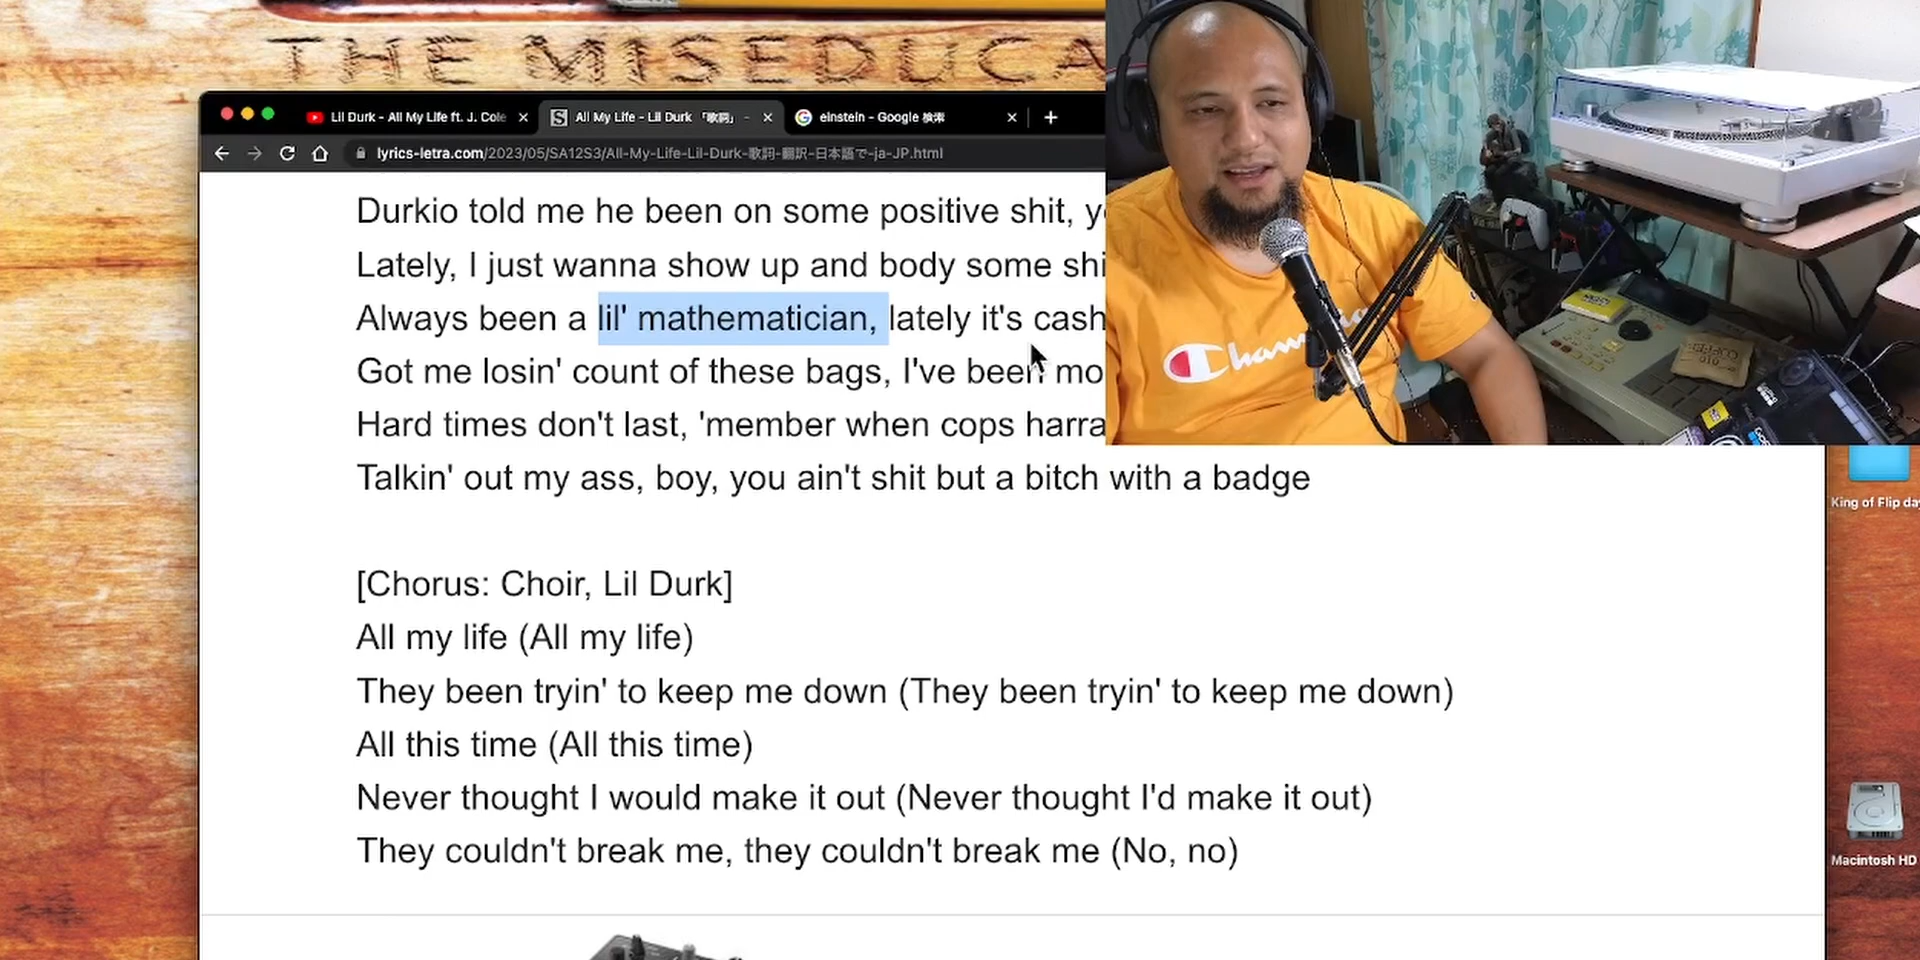 THE MISEDUCA
Lil Durk - All My Life ft. J. Cole
All My Life - Lil Durk 「歌詞」 -
einstein - Google 検索
lyrics-letra.com/2023/05/SA12S3/All-My-Life-Lil-Durk-歌詞-翻訳-日本語で-ja-JP.html
Durkio told me he been on some positive shit, y
Lately, I just wanna show up and body some shi
Always been a lil' mathematician, lately it's cash
Got me losin' count of these bags, I've been mo
Hard times don't last, 'member when cops harra
Talkin' out my ass, boy, you ain't shit but a bitch with a badge
[Chorus: Choir, Lil Durk]
All my life (All my life)
They been tryin' to keep me down (They been tryin' to keep me down)
All this time (All this time)
Never thought I would make it out (Never thought I'd make it out)
They couldn't break me, they couldn't break me (No, no)
Champio
King of Flip day
Macintosh HD